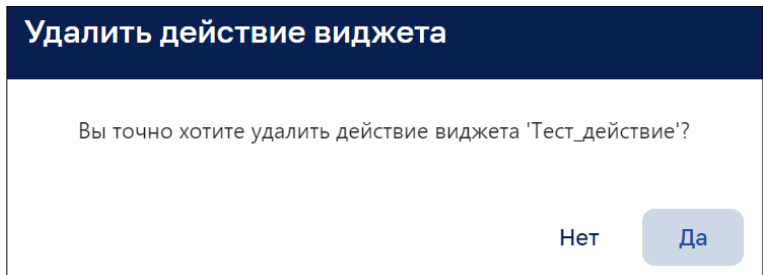 Удалить действие виджета
Вы точно хотите удалить действие виджета 'Тест_действие'?
Нет Да